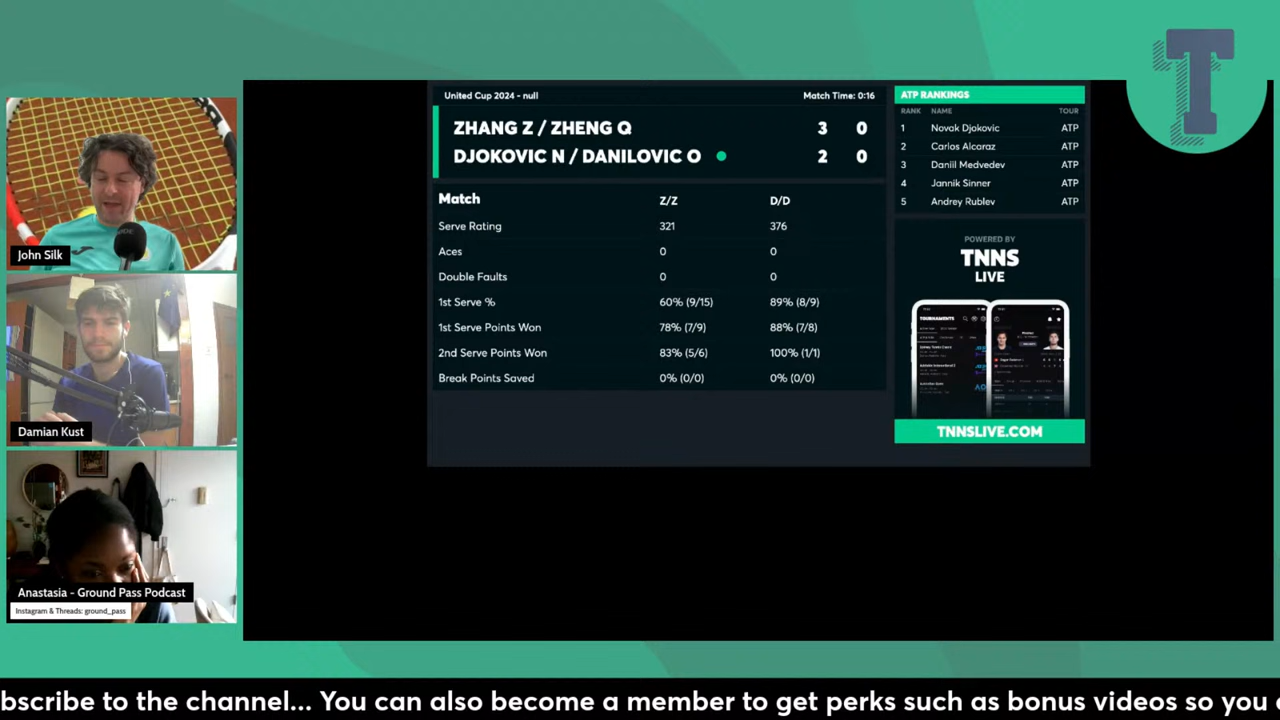 John Silk
Damian Kust
Anastasia - Ground Pass Podcast
Instagram & Threads: ground_pass
United Cup 2024 - null Match Time: 0:16
ZHANG Z / ZHENG Q 3 0
DJOKOVIC N / DANILOVIC O 2 0
Match Z/Z D/D
Serve Rating 321 376
Aces 0 0
Double Faults 0 0
1st Serve % 60% (9/15) 89% (8/9)
1st Serve Points Won 78% (7/9) 88% (7/8)
2nd Serve Points Won 83% (5/6) 100% (1/1)
Break Points Saved 0% (0/0) 0% (0/0)
ATP RANKINGS
RANK NAME TOUR
1 Novak Djokovic ATP
2 Carlos Alcaraz ATP
3 Daniil Medvedev ATP
4 Jannik Sinner ATP
5 Andrey Rublev ATP
POWERED BY
TNNS
LIVE
TOURNAMENTS
TNNSLIVE.COM
T
bscribe to the channel... You can also become a member to get perks such as bonus videos so you